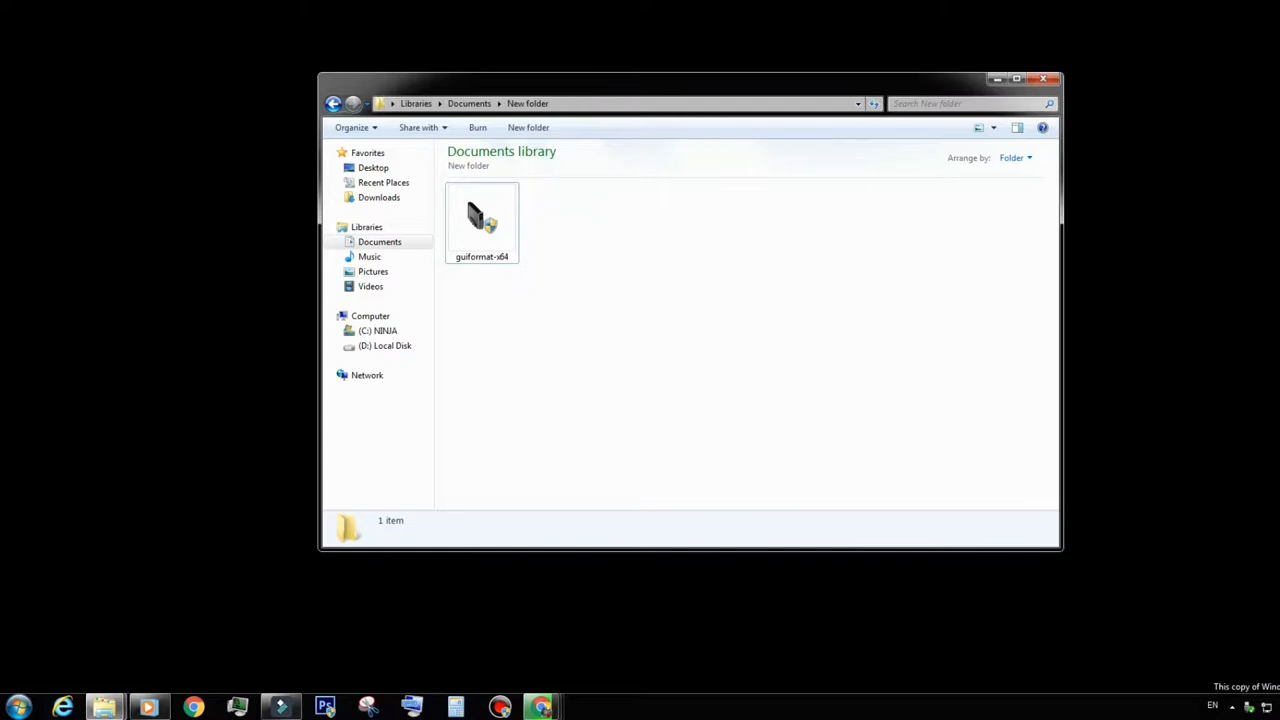 Libraries Documents New folder
Search New folder
Organize Share with Burn New folder
Favorites
Desktop
Recent Places
Downloads
Libraries
Documents
Music
Pictures
Videos
Computer
(C:) NINJA
(D:) Local Disk
Network
Documents library
New folder
Arrange by: Folder
guiformat-x64
1 item
This copy of Wind
Ps
EN